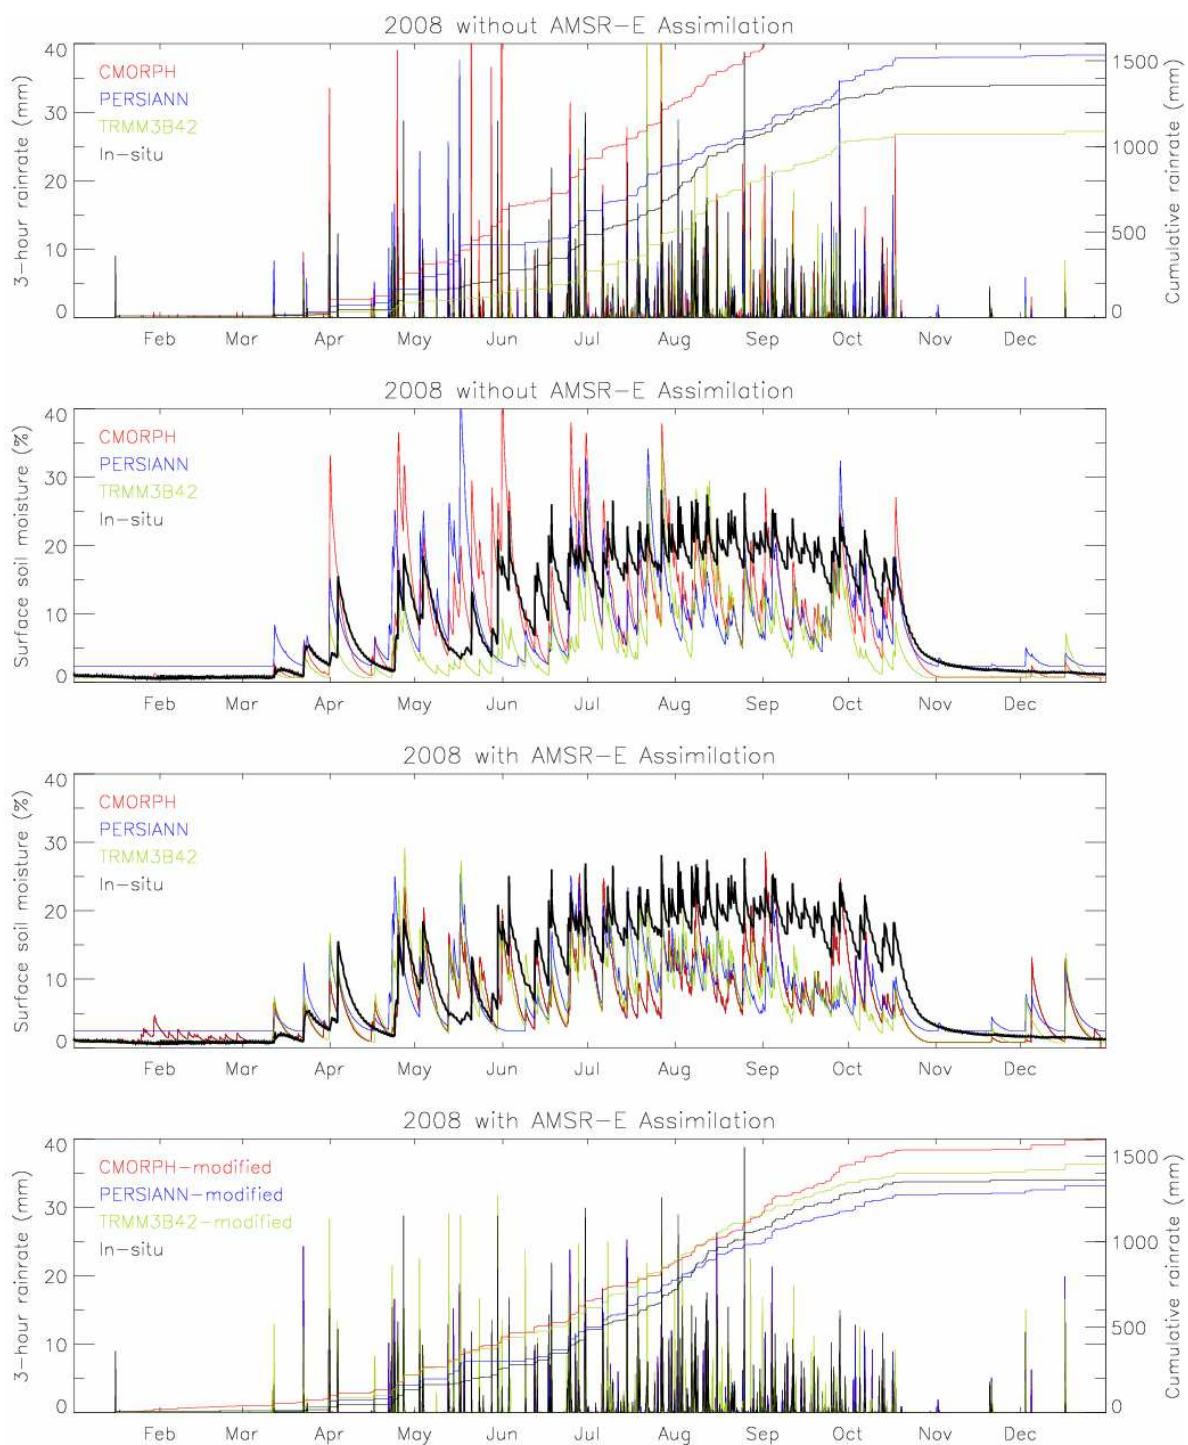 2008 without AMSR-E Assimilation
3-hour rainrate (mm)
40
30
20
10
0
CMORPH
PERSIANN
TRMM3B42
In-situ
1500
1000
500
0
Cumulative rainrate (mm)
Feb Mar Apr May Jun Jul Aug Sep Oct Nov Dec
2008 without AMSR-E Assimilation
Surface soil moisture (%)
40
30
20
10
0
CMORPH
PERSIANN
TRMM3B42
In-situ
Feb Mar Apr May Jun Jul Aug Sep Oct Nov Dec
2008 with AMSR-E Assimilation
Surface soil moisture (%)
40
30
20
10
0
CMORPH
PERSIANN
TRMM3B42
In-situ
Feb Mar Apr May Jun Jul Aug Sep Oct Nov Dec
2008 with AMSR-E Assimilation
3-hour rainrate (mm)
40
30
20
10
0
CMORPH-modified
PERSIANN-modified
TRMM3B42-modified
In-situ
1500
1000
500
0
Cumulative rainrate (mm)
Feb Mar Apr May Jun Jul Aug Sep Oct Nov Dec